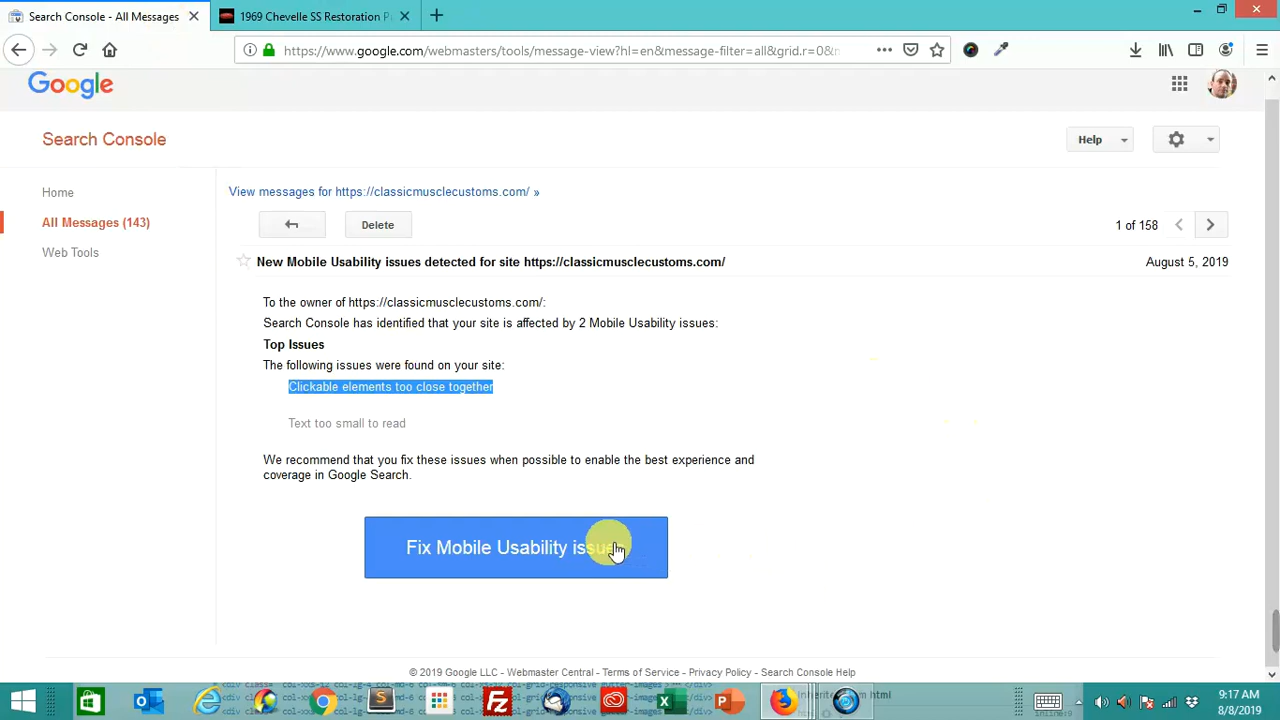 Search Console - All Messages
1969 Chevelle SS Restoration P
https://www.google.com/webmasters/tools/message-view?hl=en&message-filter=all&grid.r=0&
Google
Search Console
Help
Home
All Messages (143)
Web Tools
View messages for https://classicmusclecustoms.com/ »
Delete
1 of 158
New Mobile Usability issues detected for site https://classicmusclecustoms.com/
August 5, 2019
To the owner of https://classicmusclecustoms.com/:
Search Console has identified that your site is affected by 2 Mobile Usability issues:
Top Issues
The following issues were found on your site:
Clickable elements too close together
Text too small to read
We recommend that you fix these issues when possible to enable the best experience and
coverage in Google Search.
Fix Mobile Usability issues
© 2019 Google LLC - Webmaster Central - Terms of Service - Privacy Policy - Search Console Help
9:17 AM
8/8/2019